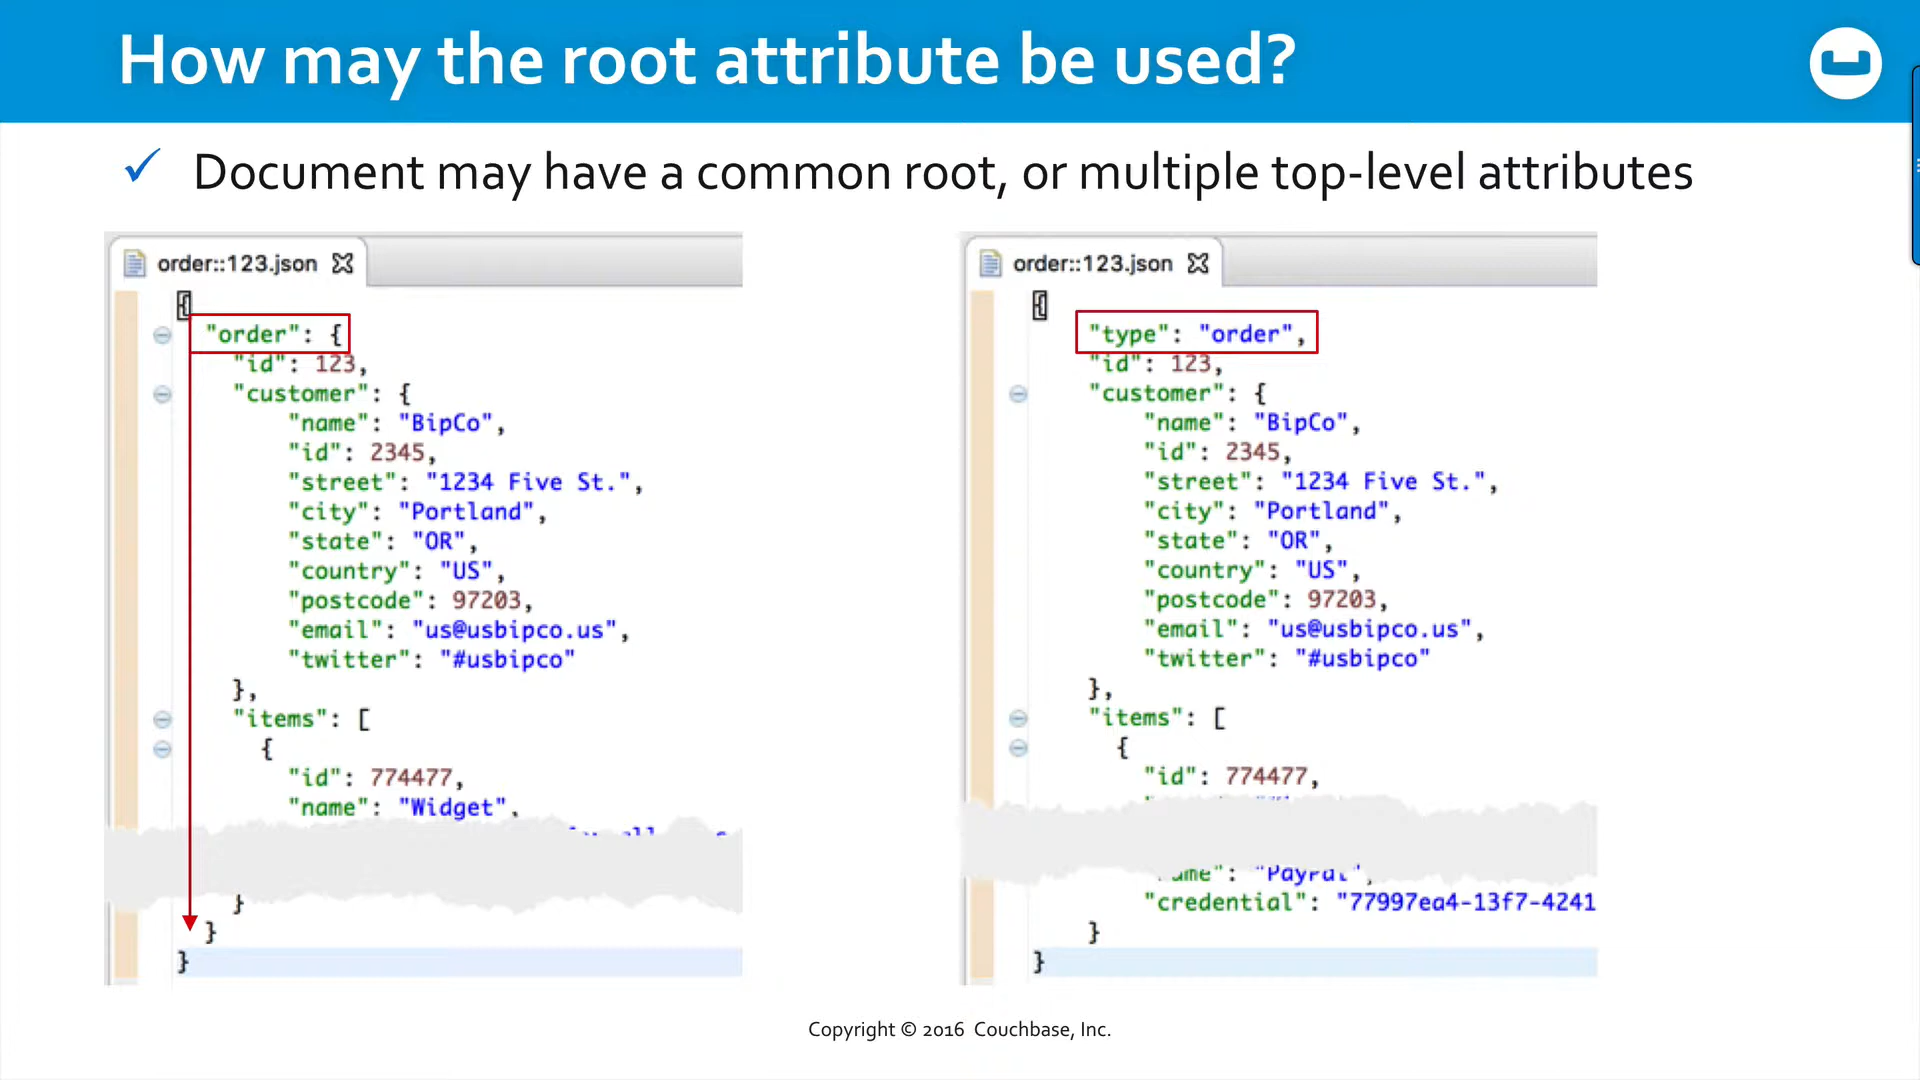 How may the root attribute be used?
✓ Document may have a common root, or multiple top-level attributes
order::123.json
{
"order": {
"id": 123,
"customer": {
"name": "BipCo",
"id": 2345,
"street": "1234 Five St.",
"city": "Portland",
"state": "OR",
"country": "US",
"postcode": 97203,
"email": "us@usbipco.us",
"twitter": "#usbipco"
},
"items": [
{
"id": 774477,
"name": "Widget",
}
}
}
order::123.json
{
"type": "order",
"id": 123,
"customer": {
"name": "BipCo",
"id": 2345,
"street": "1234 Five St.",
"city": "Portland",
"state": "OR",
"country": "US",
"postcode": 97203,
"email": "us@usbipco.us",
"twitter": "#usbipco"
},
"items": [
{
"id": 774477,
"name": "PayPal",
"credential": "77997ea4-13f7-4241
}
}
Copyright © 2016 Couchbase, Inc.